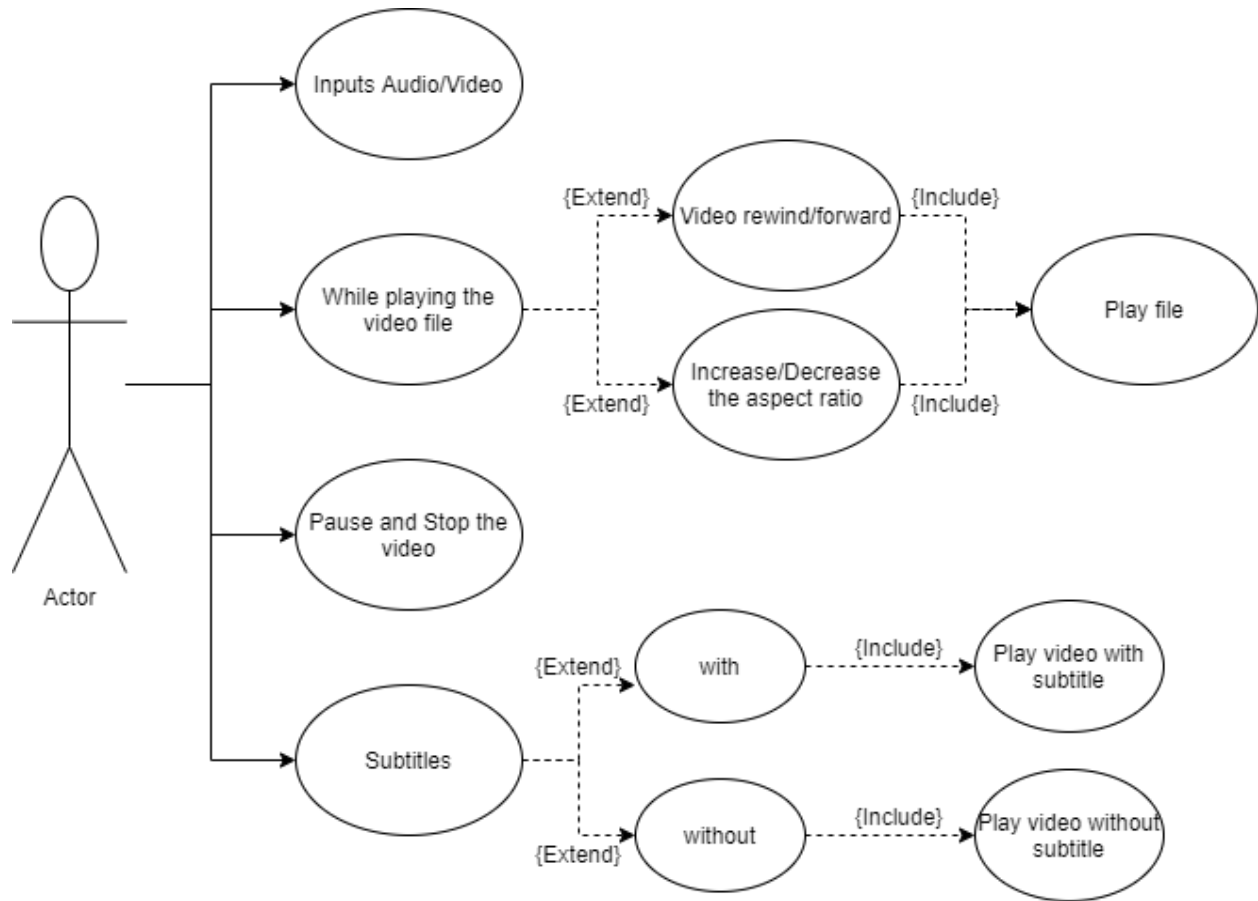 Inputs Audio/Video
{Extend}
Video rewind/forward
{Include}
While playing the
video file
Play file
{Extend}
Increase/Decrease
the aspect ratio
{Include}
Pause and Stop the
video
Actor
{Extend}
with
{Include}
Play video with
subtitle
Subtitles
{Extend}
without
{Include}
Play video without
subtitle